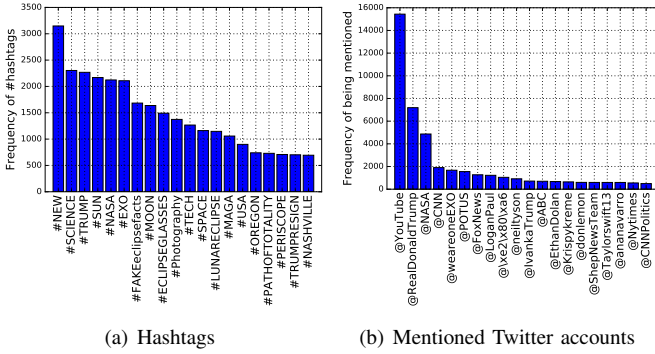 3500
3000
2500
2000
1500
1000
500
0
Frequency of #hashtags
#NEW
#SCIENCE
#TRUMP
#SUN
#NASA
#EXO
#FAKEeclipsefacts
#MOON
#ECLIPSEGLASSES
#Photography
#TECH
#SPACE
#LUNARECLIPSE
#MAGA
#USA
#OREGON
#PATHOFTOTALITY
#PERISCOPE
#TRUMPRESIGN
#NASHVILLE
(a) Hashtags
16000
14000
12000
10000
8000
6000
4000
2000
0
Frequency of being mentioned
@YouTube
@RealDonaldTrump
@NASA
@CNN
@weareoneEXO
@POTUS
@FoxNews
@LoganPaul
@\xe2\x80\xa6
@neiltyson
@IvankaTrump
@ABC
@EthanDolan
@Krispykreme
@donlemon
@ShepNewsTeam
@Taylorswift13
@ananavarro
@Nytimes
@CNNPolitics
(b) Mentioned Twitter accounts